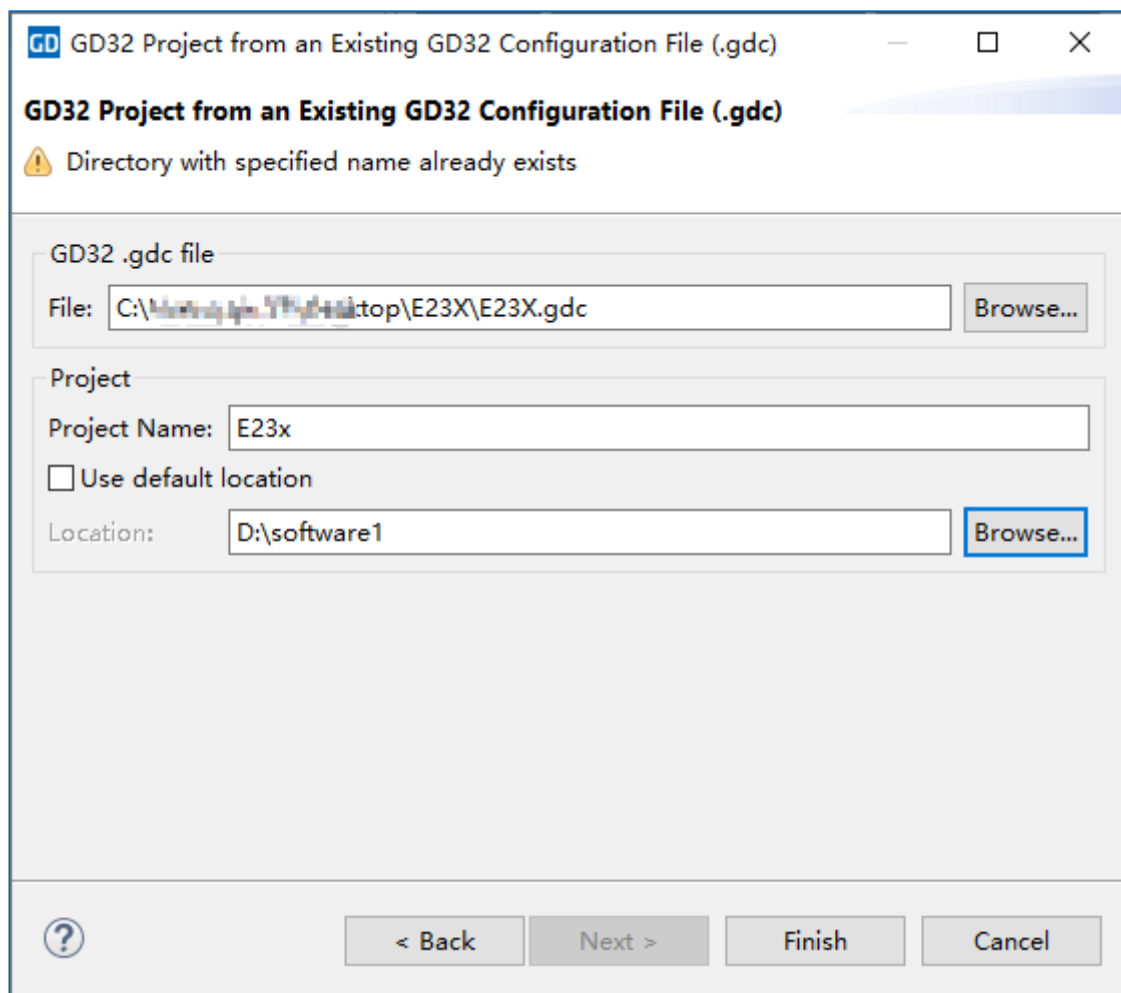 GD GD32 Project from an Existing GD32 Configuration File (.gdc)
GD32 Project from an Existing GD32 Configuration File (.gdc)
Directory with specified name already exists
GD32 .gdc file
File: C:\ ktop\E23X\E23X.gdc Browse...
Project
Project Name: E23x
Use default location
Location: D:\software1 Browse...
? < Back Next > Finish Cancel